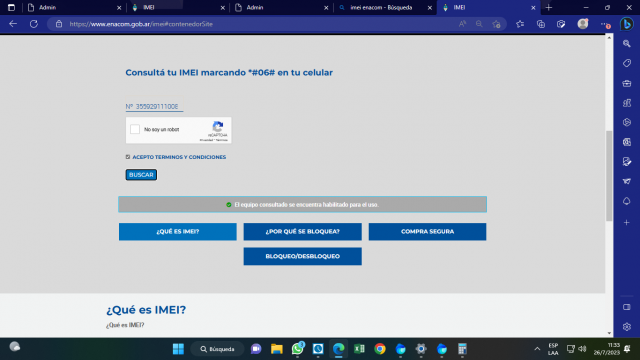 Admin
IMEI
Admin
imei enacom - Búsqueda
IMEI
https://www.enacom.gob.ar/imei#contenedorSite
Consultá tu IMEI marcando *#06# en tu celular
Nº 35592911100E
No soy un robot
reCAPTCHA
Privacidad - Términos
ACEPTO TERMINOS Y CONDICIONES
BUSCAR
El equipo consultado se encuentra habilitado para el uso.
¿QUÉ ES IMEI?
¿POR QUÉ SE BLOQUEA?
COMPRA SEGURA
BLOQUEO/DESBLOQUEO
¿Qué es IMEI?
¿Qué es IMEI?
Búsqueda
ESP
LAA
11:33
26/7/2023